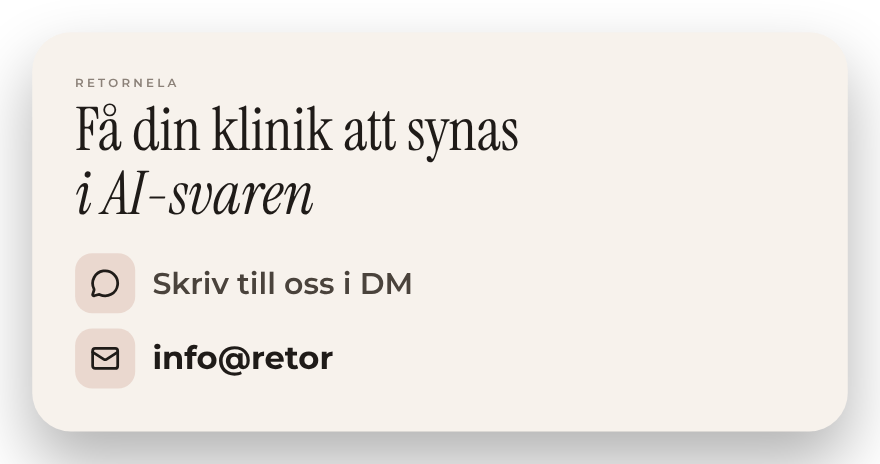 RETORNELA
Få din klinik att synas
i AI-svaren
Skriv till oss i DM
info@retor